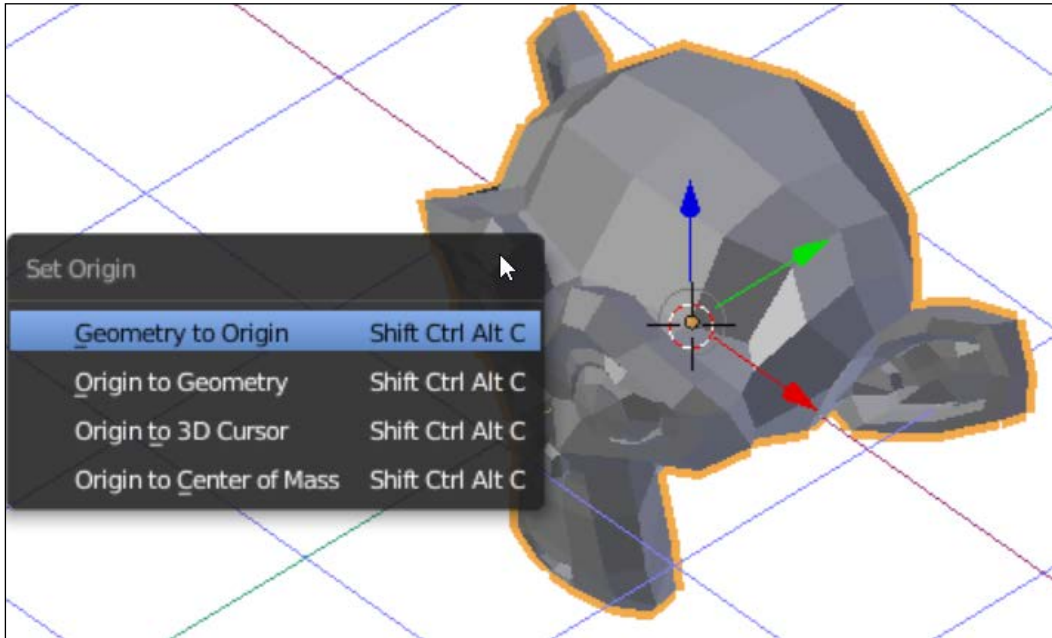 Set Origin
Geometry to Origin Shift Ctrl Alt C
Origin to Geometry Shift Ctrl Alt C
Origin to 3D Cursor Shift Ctrl Alt C
Origin to Center of Mass Shift Ctrl Alt C